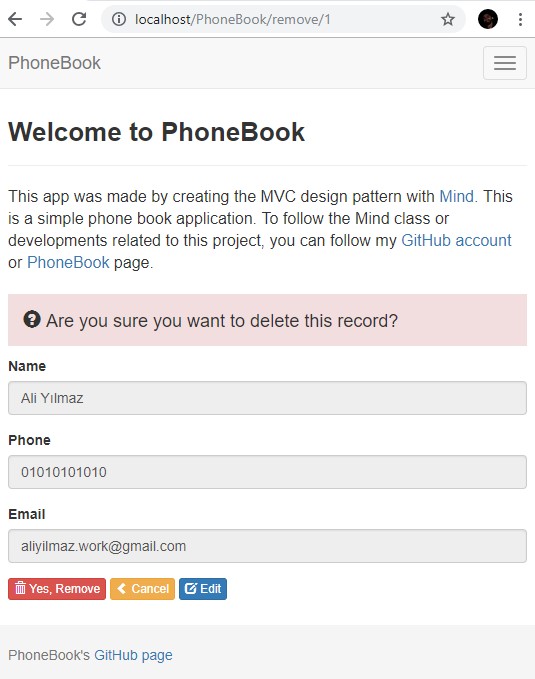 localhost/PhoneBook/remove/1
PhoneBook
Welcome to PhoneBook
This app was made by creating the MVC design pattern with Mind. This
is a simple phone book application. To follow the Mind class or
developments related to this project, you can follow my GitHub account
or PhoneBook page.
Are you sure you want to delete this record?
Name
Ali Yılmaz
Phone
01010101010
Email
aliyilmaz.work@gmail.com
Yes, Remove Cancel Edit
PhoneBook's GitHub page